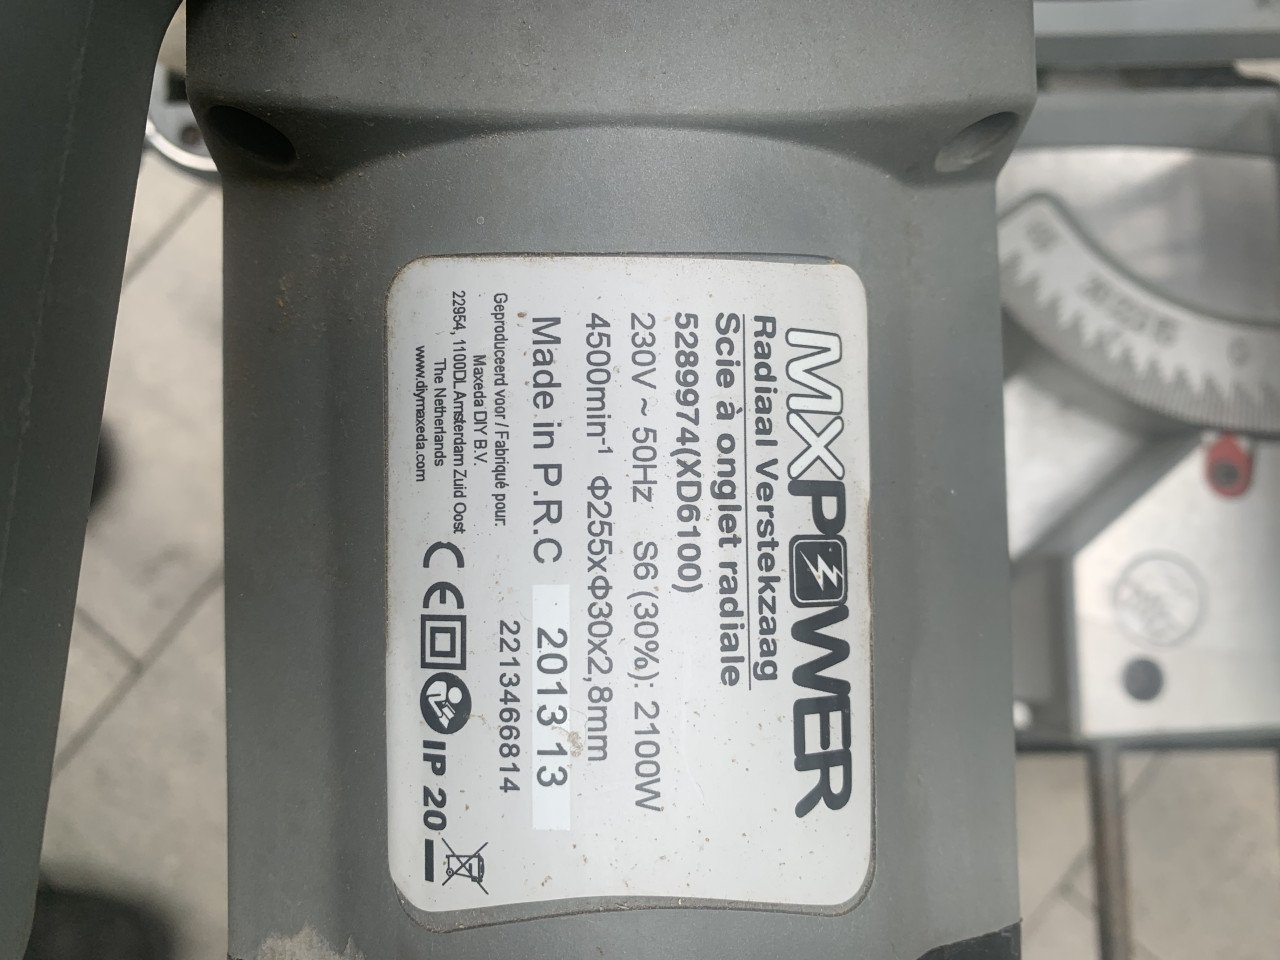 MXPOWER
Radiaal Verstekzaag
Scie à onglet radiale
5289974(XD6100)
230V ~ 50Hz S6 (30%): 2100W
4500min⁻¹ Φ255xΦ30x2,8mm
Made in P.R.C 2013 13
Geproduceerd voor / Fabriqué pour:
Maxeda DIY B.V.
22954, 1100DL Amsterdam Zuid Oost
The Netherlands
www.diymaxeda.com
2213466814
CE IP 20